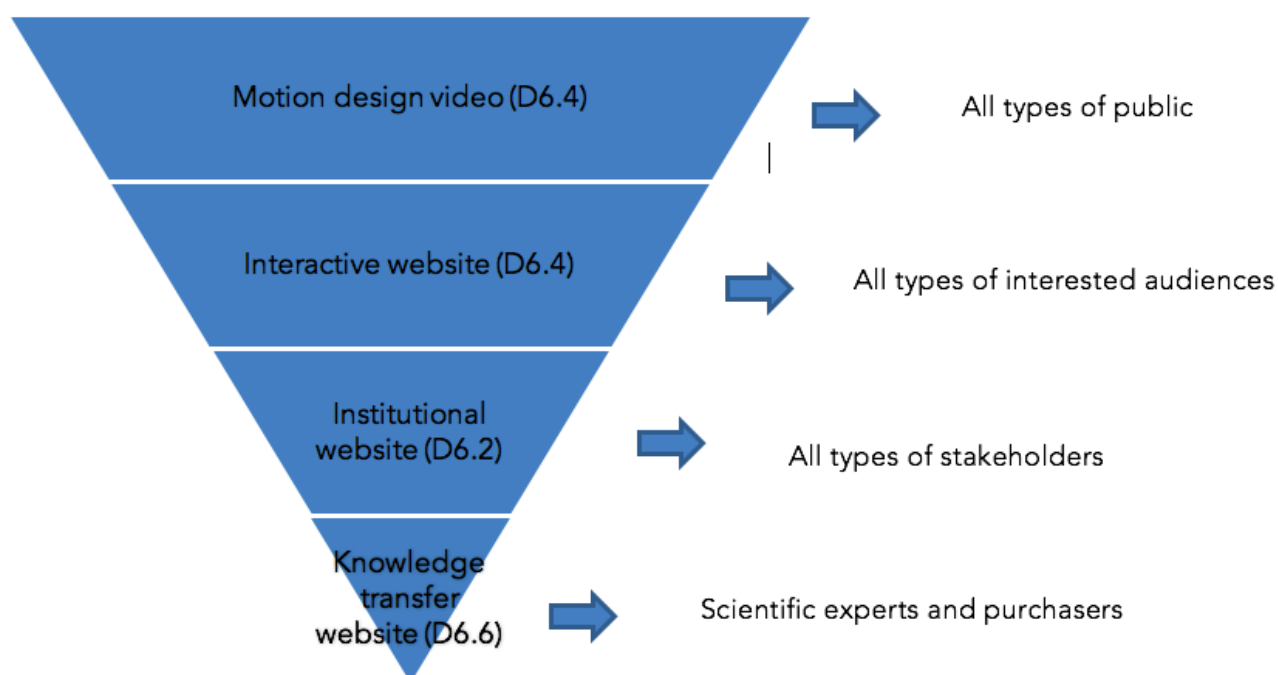 Motion design video (D6.4)
All types of public
Interactive website (D6.4)
All types of interested audiences
Institutional
website (D6.2)
All types of stakeholders
Knowledge
transfer
website (D6.6)
Scientific experts and purchasers